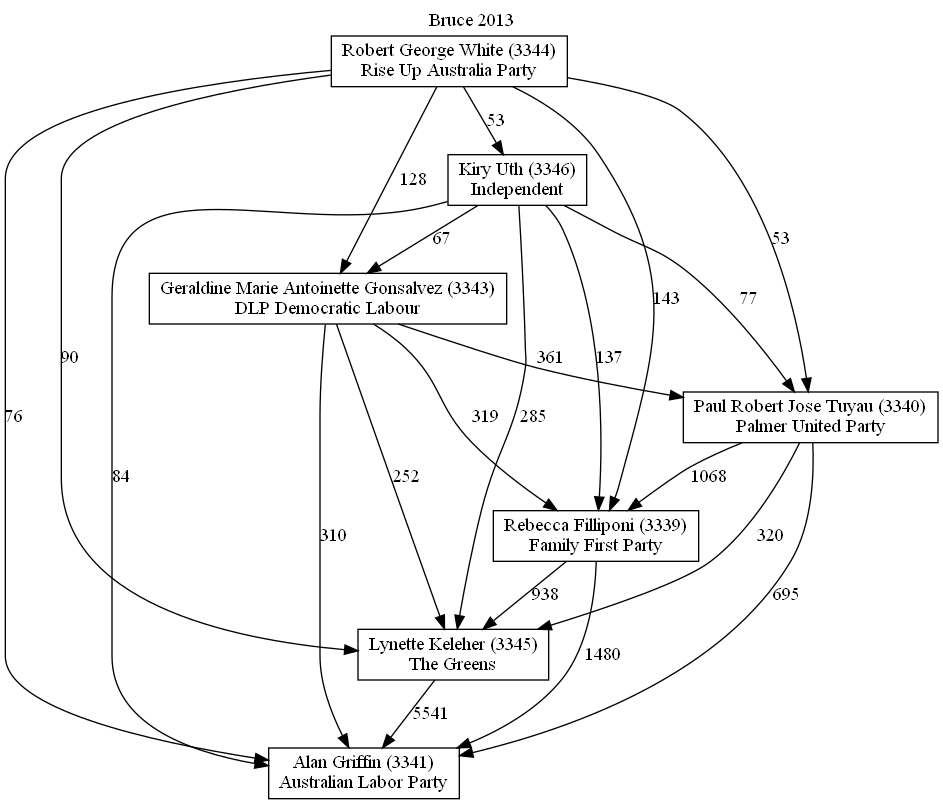 Bruce 2013
Robert George White (3344)
Rise Up Australia Party
53
Kiry Uth (3346)
Independent
128
67
53
Geraldine Marie Antoinette Gonsalvez (3343)
DLP Democratic Labour
143
77
90
361
137
Paul Robert Jose Tuyau (3340)
Palmer United Party
76
319
285
84
252
1068
Rebecca Filliponi (3339)
Family First Party
310
320
938
695
Lynette Keleher (3345)
The Greens
1480
5541
Alan Griffin (3341)
Australian Labor Party